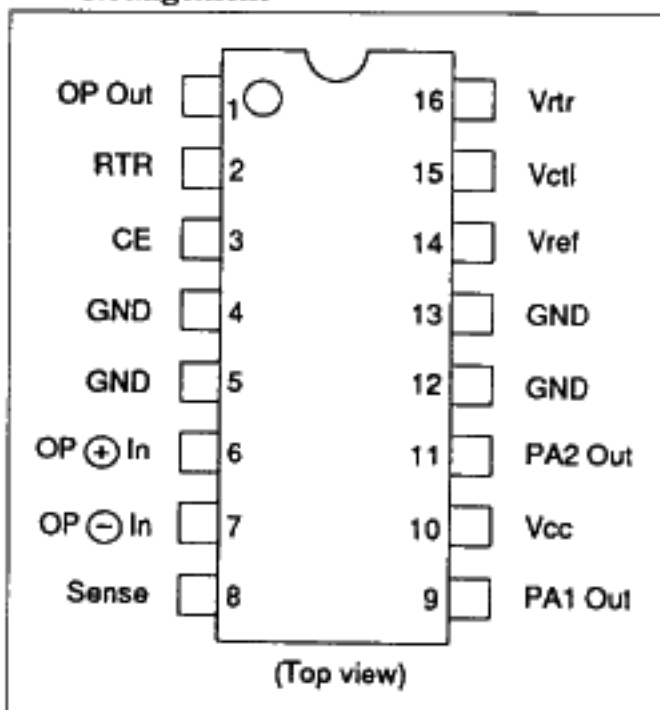 OP Out 1 16 Vrtr
RTR 2 15 Vctl
CE 3 14 Vref
GND 4 13 GND
GND 5 12 GND
OP ⊕ In 6 11 PA2 Out
OP ⊖ In 7 10 Vcc
Sense 8 9 PA1 Out
(Top view)